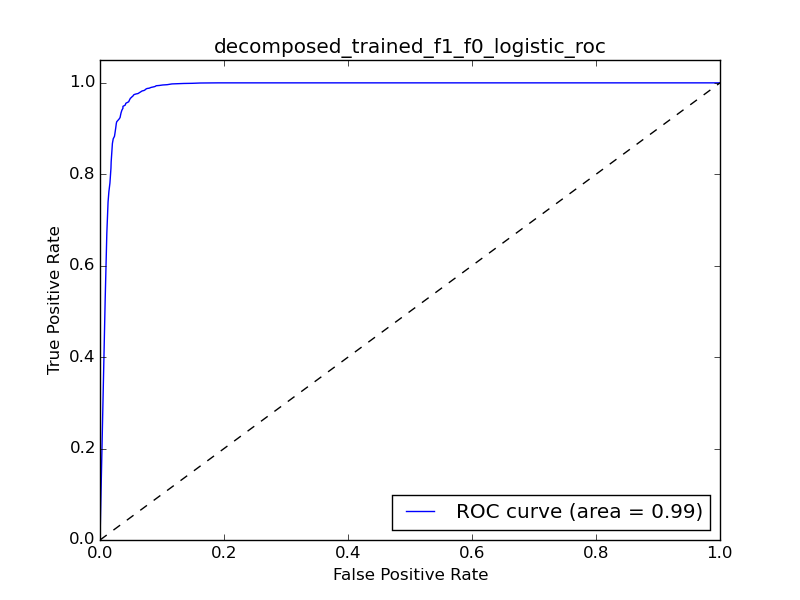 decomposed_trained_f1_f0_logistic_roc
1.0
0.8
0.6
0.4
0.2
0.0
True Positive Rate
ROC curve (area = 0.99)
0.0 0.2 0.4 0.6 0.8 1.0
False Positive Rate